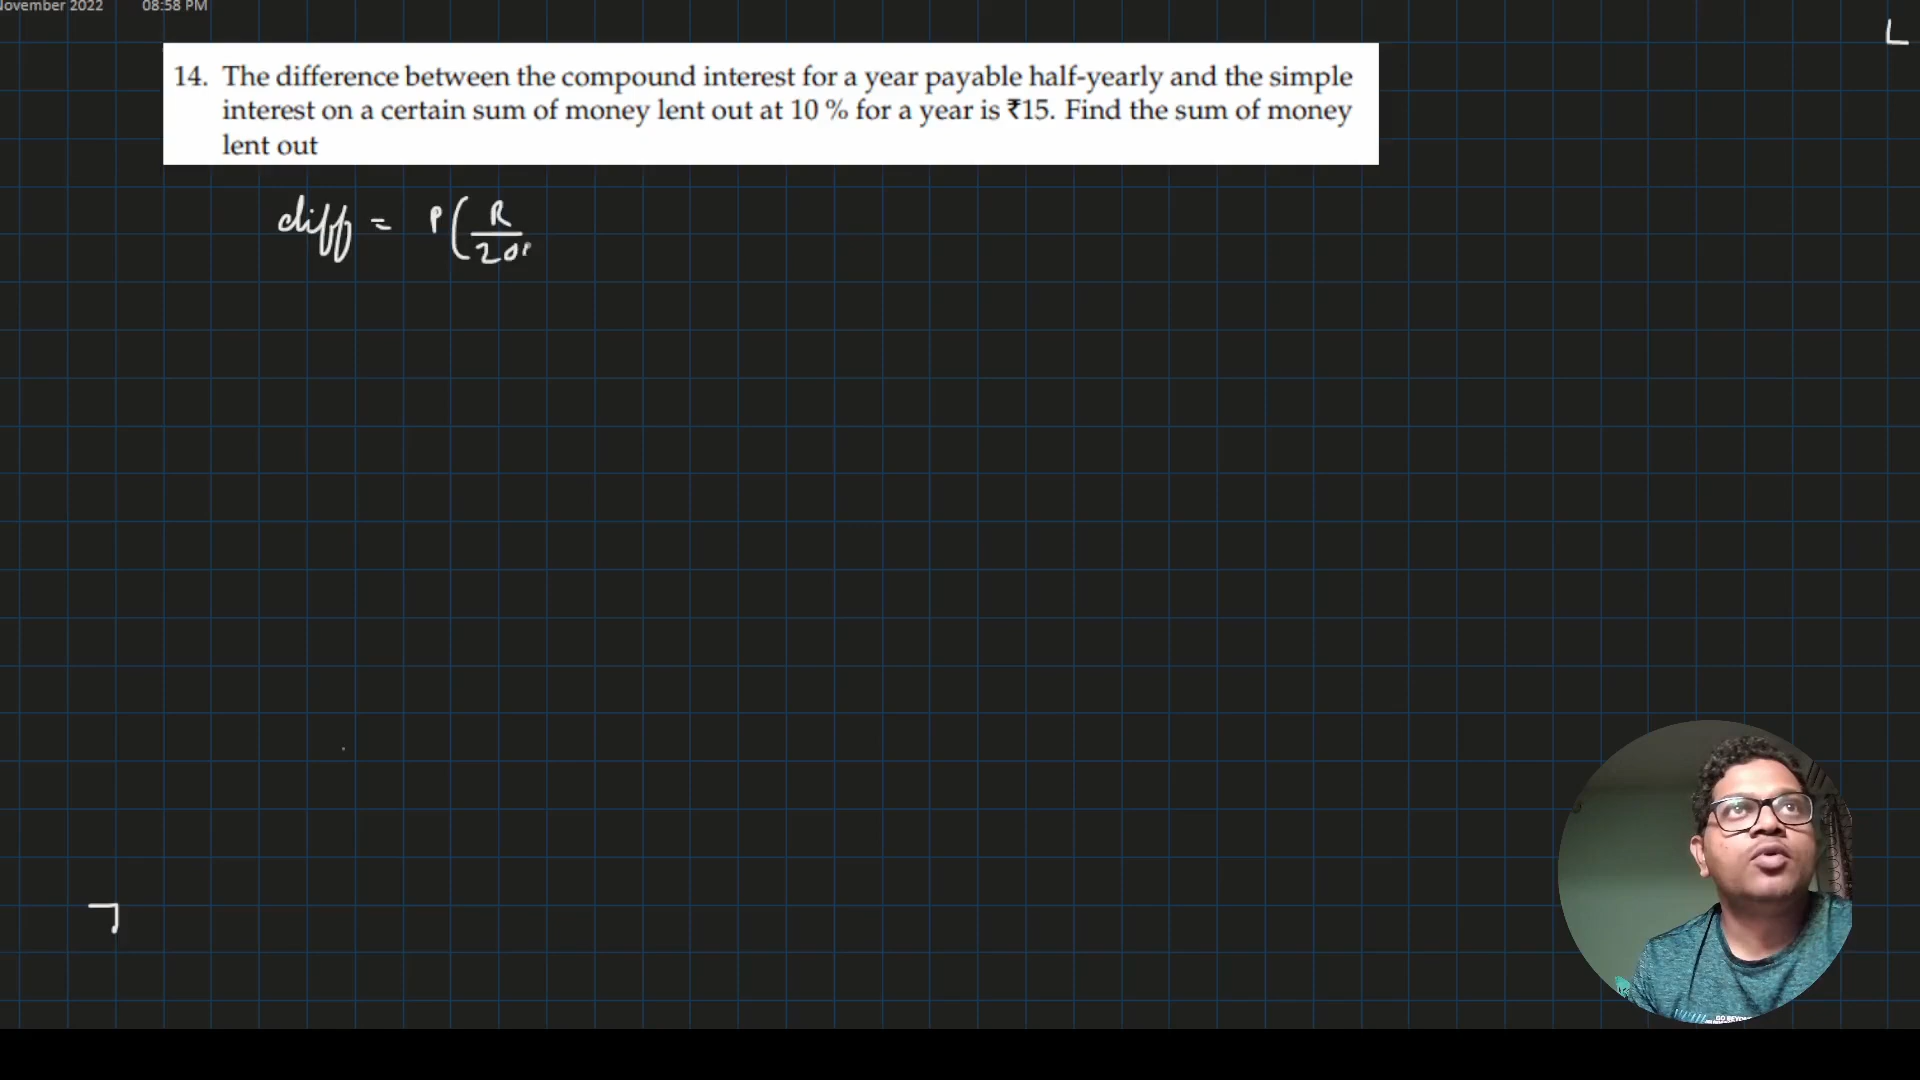 November 2022 08:58 PM
14. The difference between the compound interest for a year payable half-yearly and the simple
interest on a certain sum of money lent out at 10 % for a year is ₹15. Find the sum of money
lent out
diff = P(R/200